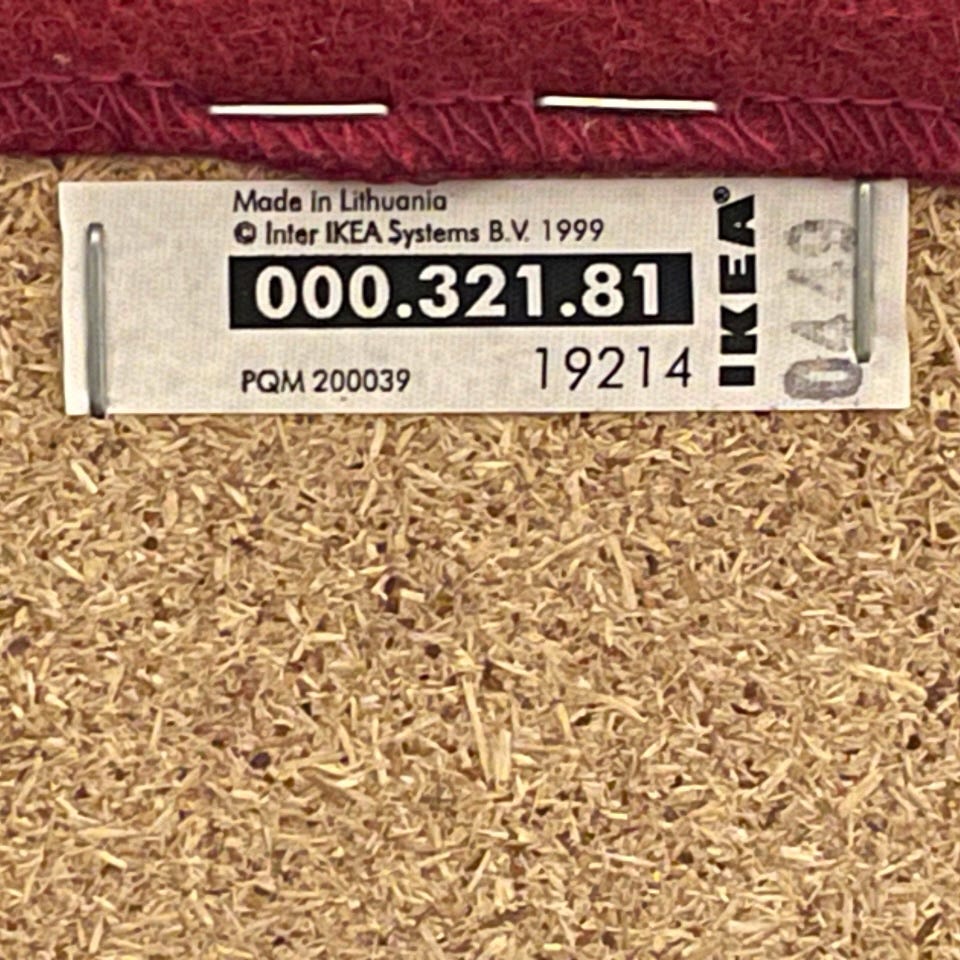 Made in Lithuania
© Inter IKEA Systems B.V. 1999
000.321.81
PQM 200039
19214
IKEA®